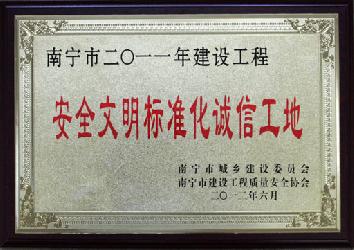 南宁市二〇一一年建设工程
安全文明标准化诚信工地
南宁市城乡建设委员会
南宁市建设工程质量安全协会
二〇一二年六月